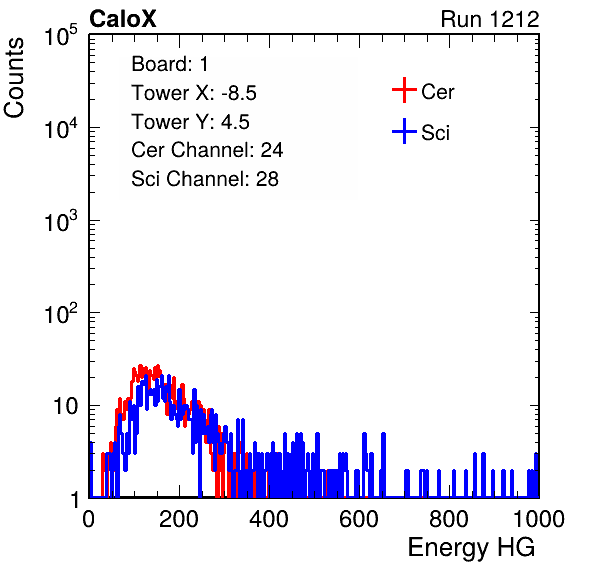 CaloX Run 1212
Counts
10^5
10^4
10^3
10^2
10
1
Board: 1
Tower X: -8.5
Tower Y: 4.5
Cer Channel: 24
Sci Channel: 28
Cer
Sci
0 200 400 600 800 1000
Energy HG